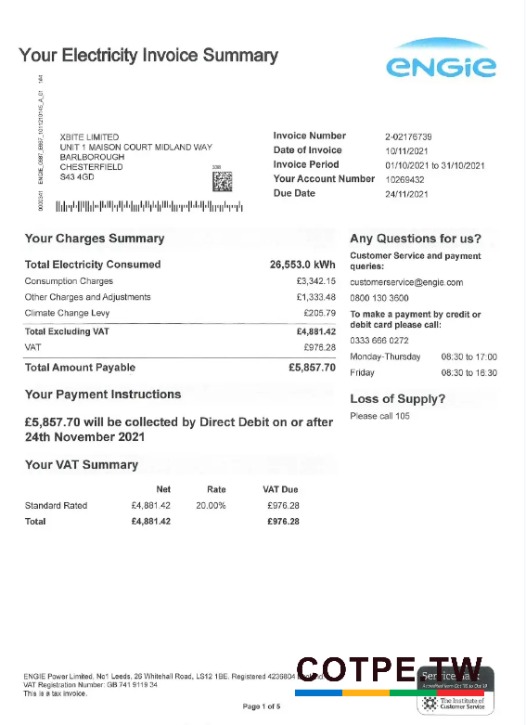 Your Electricity Invoice Summary
ENGIE
XBITE LIMITED
UNIT 1 MAISON COURT MIDLAND WAY
BARLBOROUGH
CHESTERFIELD
S43 4GD
Invoice Number 2-02176739
Date of Invoice 10/11/2021
Invoice Period 01/10/2021 to 31/10/2021
Your Account Number 10269432
Due Date 24/11/2021
Your Charges Summary
Total Electricity Consumed 26,553.0 kWh
Consumption Charges £3,342.15
Other Charges and Adjustments £1,333.48
Climate Change Levy £205.79
Total Excluding VAT £4,881.42
VAT £976.28
Total Amount Payable £5,857.70
Your Payment Instructions
£5,857.70 will be collected by Direct Debit on or after
24th November 2021
Your VAT Summary
Net Rate VAT Due
Standard Rated £4,881.42 20.00% £976.28
Total £4,881.42 £976.28
Any Questions for us?
Customer Service and payment
queries:
customerservice@engie.com
0800 130 3600
To make a payment by credit or
debit card please call:
0333 666 0272
Monday-Thursday 08:30 to 17:00
Friday 08:30 to 16:30
Loss of Supply?
Please call 105
ENGIE Power Limited, No1 Leeds, 26 Whitehall Road, LS12 1BE. Registered 4236804
VAT Registration Number: GB 741 9119 34
This is a tax invoice.
COTPE.TW
The Institute of
Customer Service
Page 1 of 5